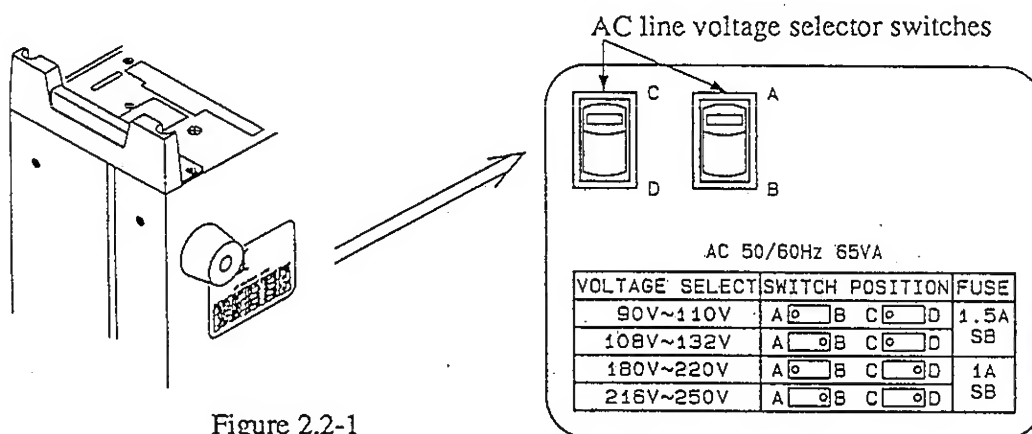 AC line voltage selector switches
C
A
D
B
AC 50/60Hz 65VA
VOLTAGE SELECT SWITCH POSITION FUSE
90V~110V A B C D 1.5A SB
108V~132V A B C D
180V~220V A B C D 1A SB
216V~250V A B C D
Figure 2.2-1